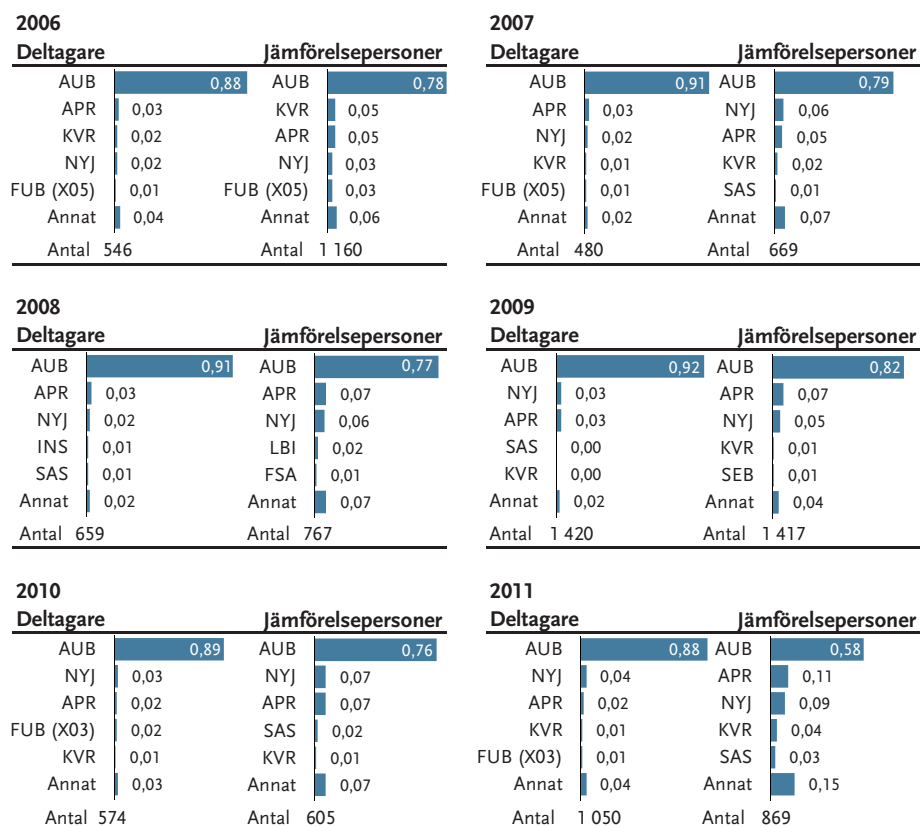 2006
Deltagare Jämförelsepersoner
AUB 0,88 AUB 0,78
APR 0,03 KVR 0,05
KVR 0,02 APR 0,05
NYJ 0,02 NYJ 0,03
FUB (X05) 0,01 FUB (X05) 0,03
Annat 0,04 Annat 0,06
Antal 546 Antal 1 160
2007
Deltagare Jämförelsepersoner
AUB 0,91 AUB 0,79
APR 0,03 NYJ 0,06
NYJ 0,02 APR 0,05
KVR 0,01 KVR 0,02
FUB (X05) 0,01 SAS 0,01
Annat 0,02 Annat 0,07
Antal 480 Antal 669
2008
Deltagare Jämförelsepersoner
AUB 0,91 AUB 0,77
APR 0,03 APR 0,07
NYJ 0,02 NYJ 0,06
INS 0,01 LBI 0,02
SAS 0,01 FSA 0,01
Annat 0,02 Annat 0,07
Antal 659 Antal 767
2009
Deltagare Jämförelsepersoner
AUB 0,92 AUB 0,82
NYJ 0,03 APR 0,07
APR 0,03 NYJ 0,05
SAS 0,00 KVR 0,01
KVR 0,00 SEB 0,01
Annat 0,02 Annat 0,04
Antal 1 420 Antal 1 417
2010
Deltagare Jämförelsepersoner
AUB 0,89 AUB 0,76
NYJ 0,03 NYJ 0,07
APR 0,02 APR 0,07
FUB (X03) 0,02 SAS 0,02
KVR 0,01 KVR 0,01
Annat 0,03 Annat 0,07
Antal 574 Antal 605
2011
Deltagare Jämförelsepersoner
AUB 0,88 AUB 0,58
NYJ 0,04 APR 0,11
APR 0,02 NYJ 0,09
KVR 0,01 KVR 0,04
FUB (X03) 0,01 SAS 0,03
Annat 0,04 Annat 0,15
Antal 1 050 Antal 869